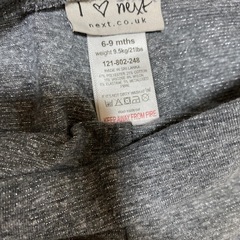 I ♡ next
next.co.uk
6-9 mths
weight 9.5kg/21lbs
121-802-248
MADE IN SRI LANKA
KEEP AWAY FROM FIRE